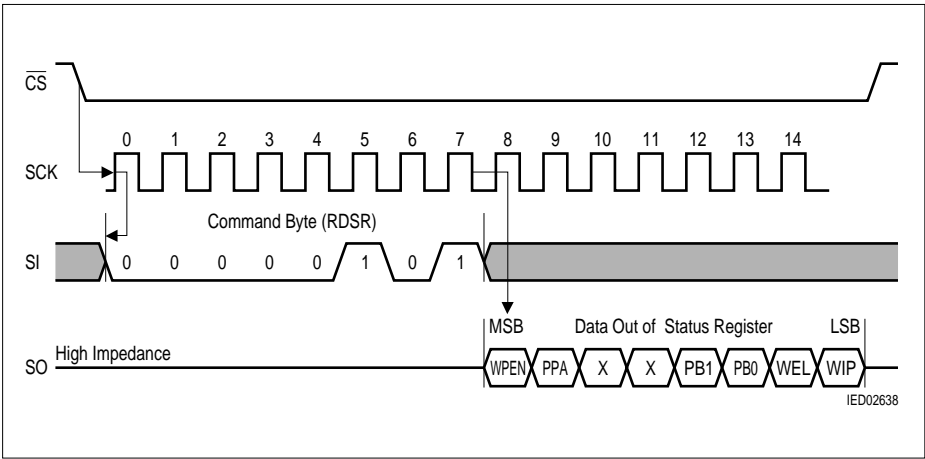 CS
0 1 2 3 4 5 6 7 8 9 10 11 12 13 14
SCK
Command Byte (RDSR)
SI 0 0 0 0 0 1 0 1
MSB Data Out of Status Register LSB
High Impedance
SO WPEN PPA X X PB1 PB0 WEL WIP
IED02638